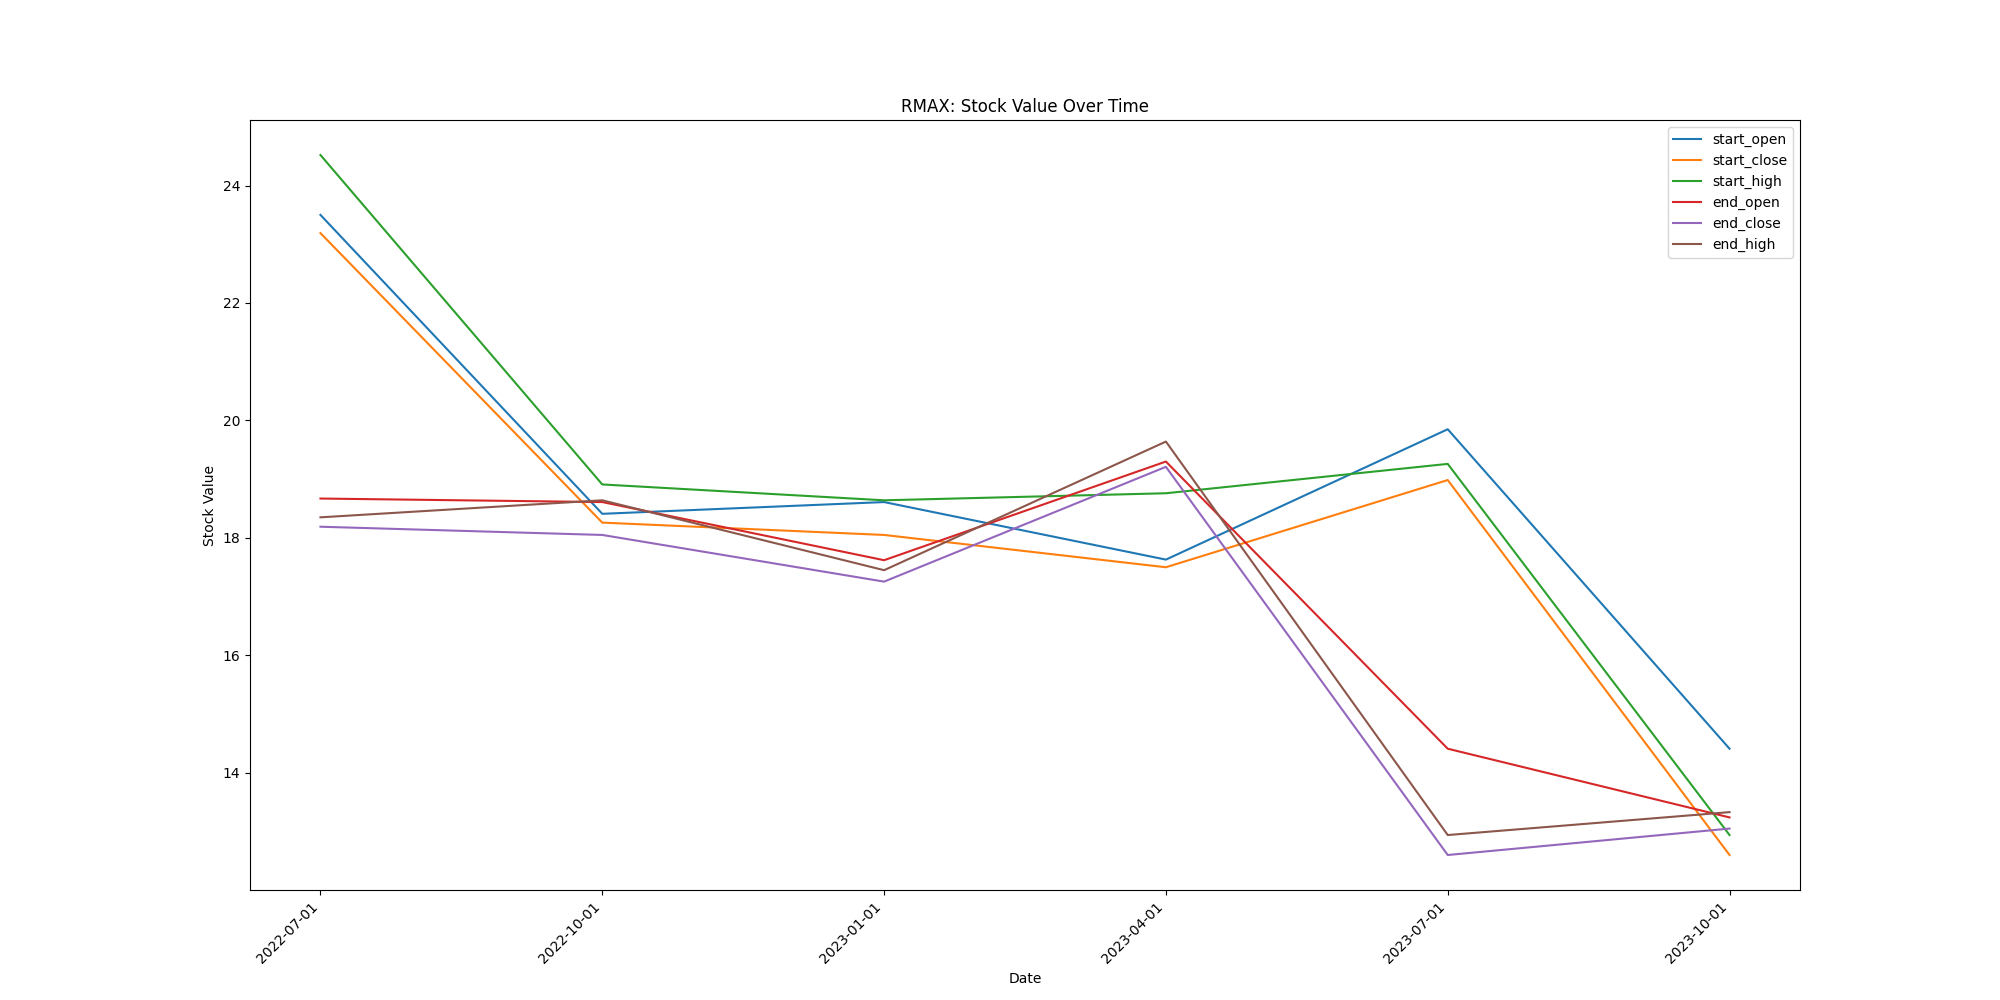 RMAX: Stock Value Over Time
start_open
start_close
start_high
end_open
end_close
end_high
Stock Value
24
22
20
18
16
14
2022-07-01
2022-10-01
2023-01-01
2023-04-01
2023-07-01
2023-10-01
Date